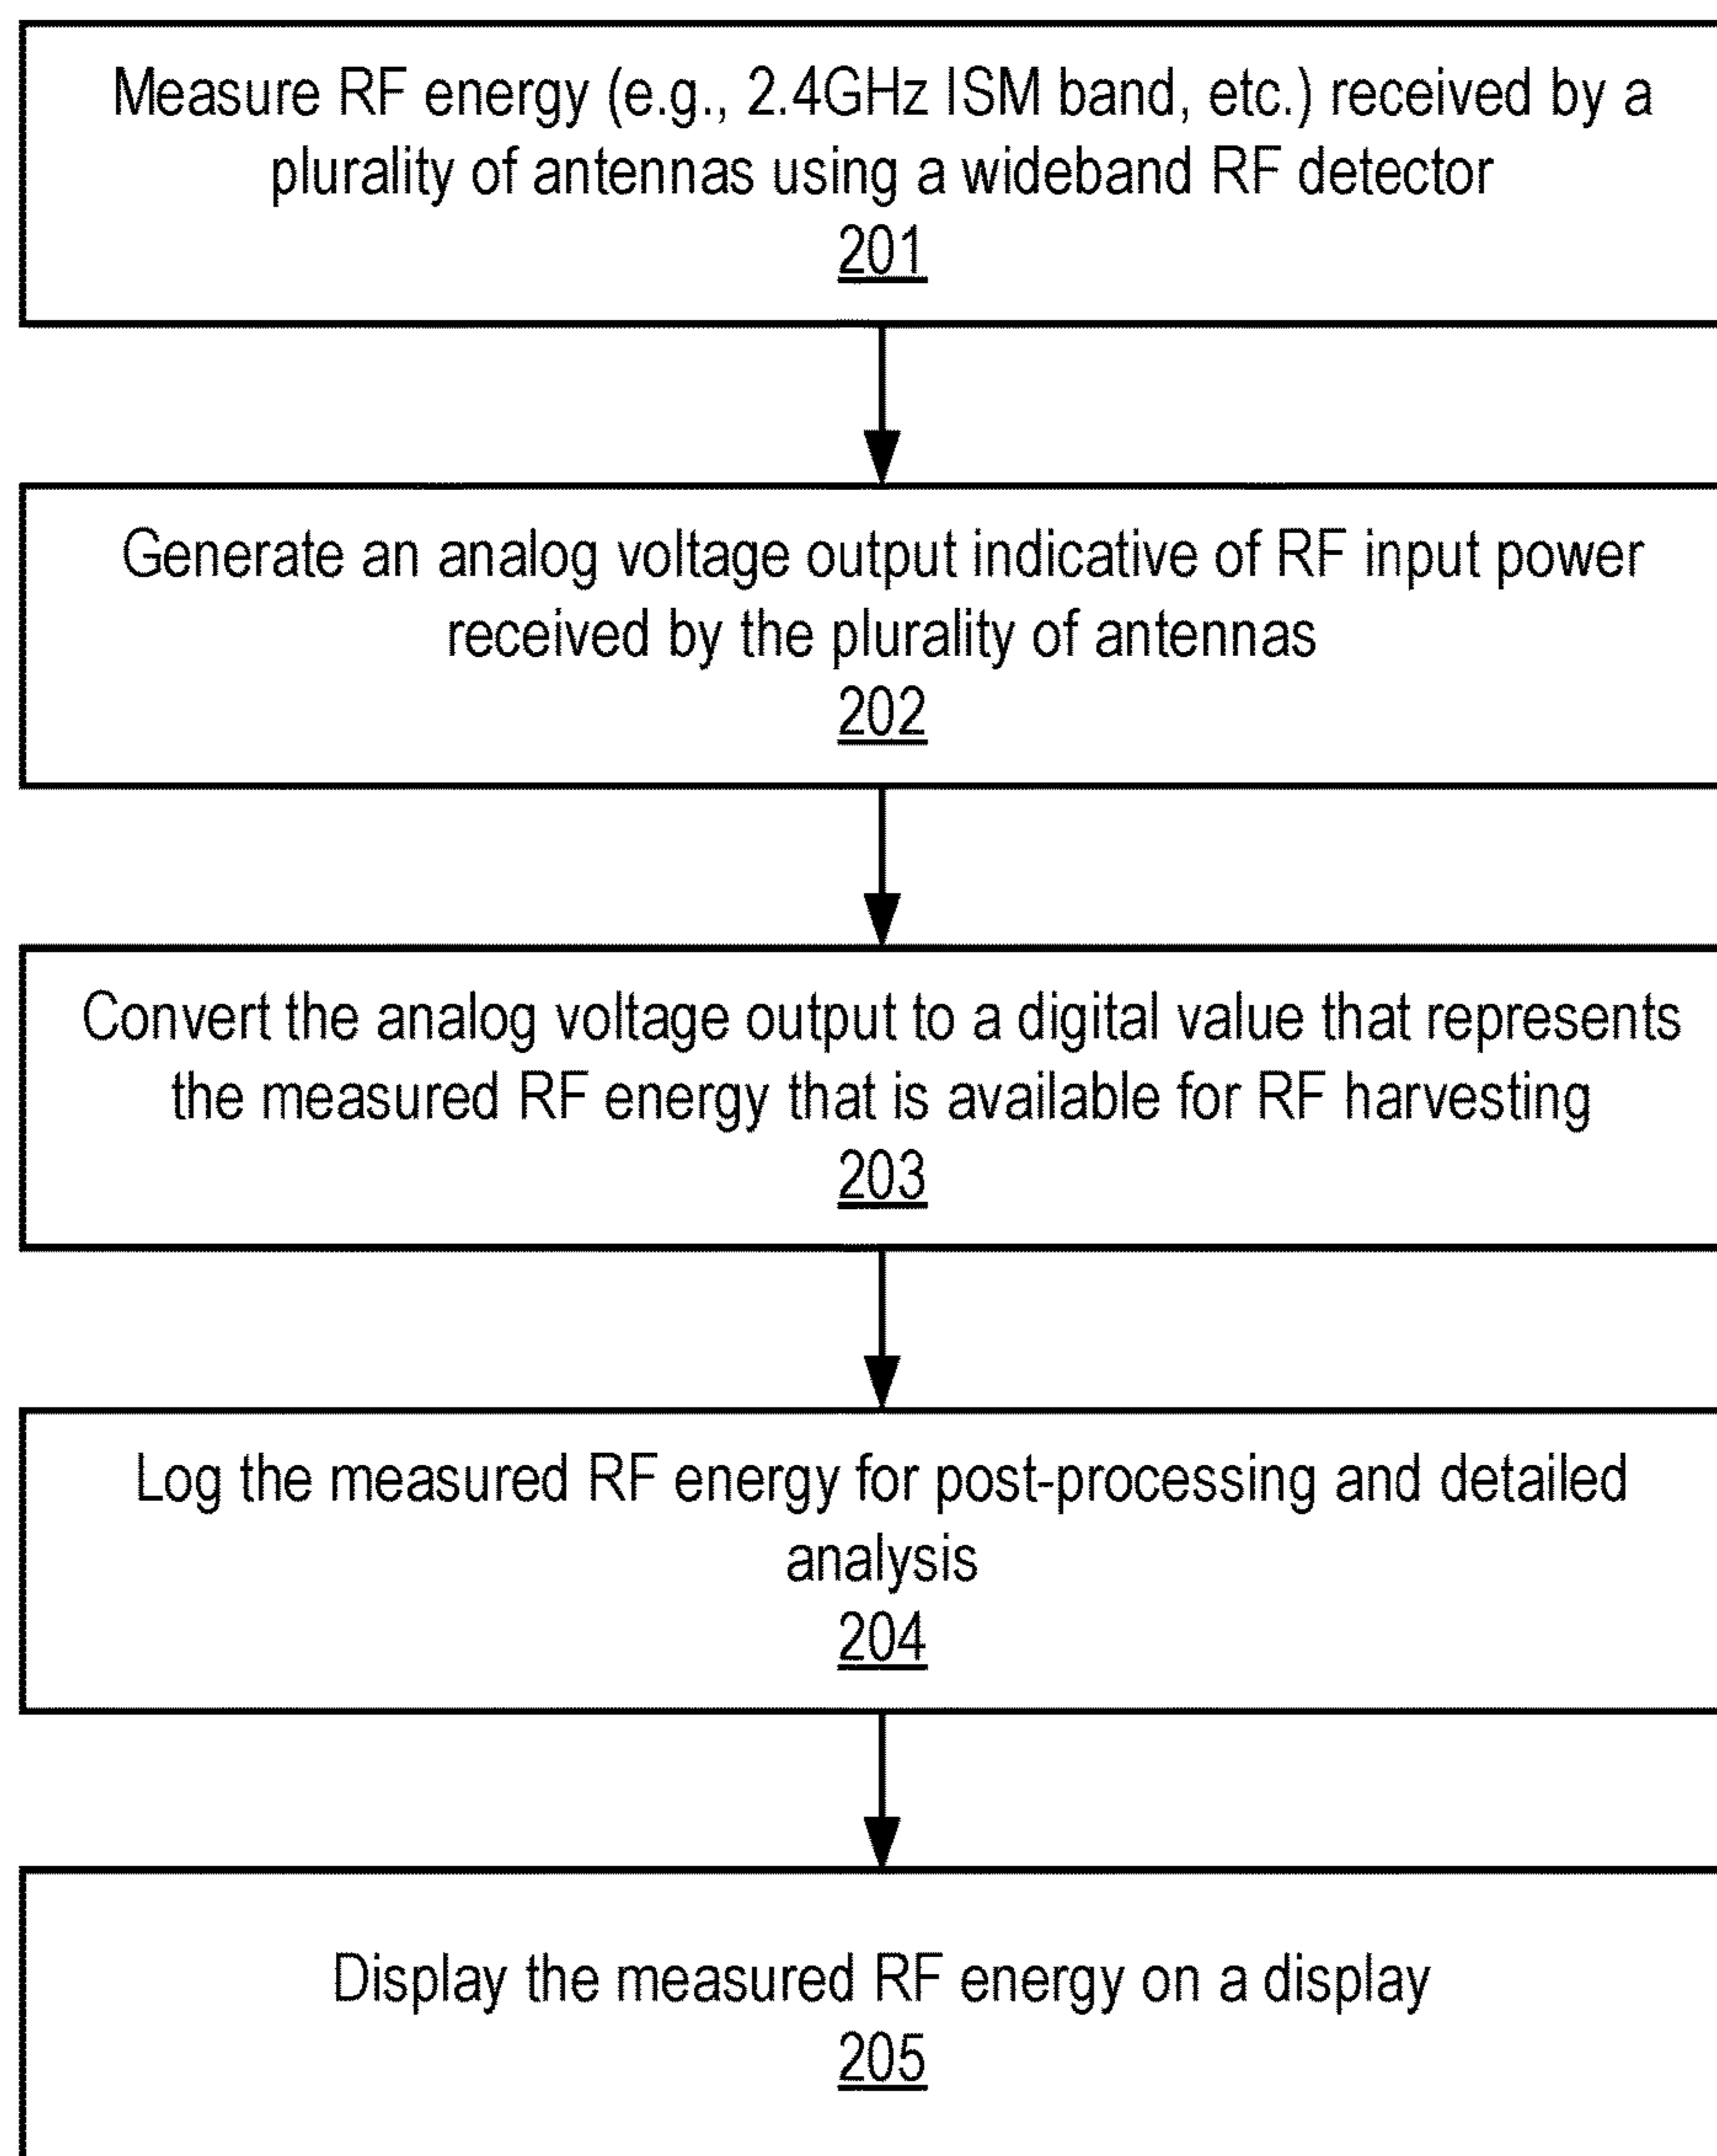 Measure RF energy (e.g., 2.4GHz ISM band, etc.) received by a
plurality of antennas using a wideband RF detector
201
Generate an analog voltage output indicative of RF input power
received by the plurality of antennas
202
Convert the analog voltage output to a digital value that represents
the measured RF energy that is available for RF harvesting
203
Log the measured RF energy for post-processing and detailed
analysis
204
Display the measured RF energy on a display
205